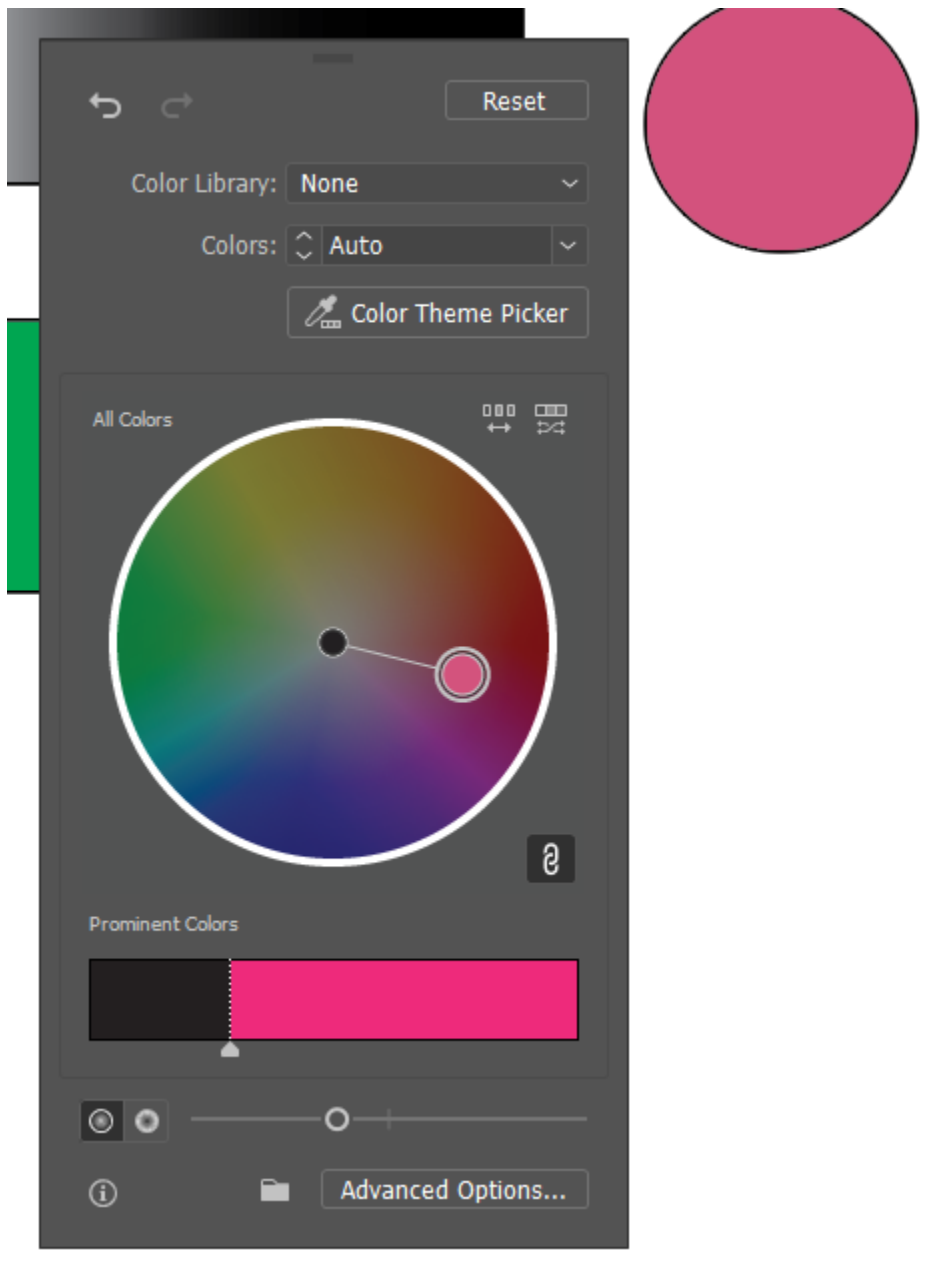 Reset
Color Library: None
Colors: Auto
Color Theme Picker
All Colors
Prominent Colors
Advanced Options...